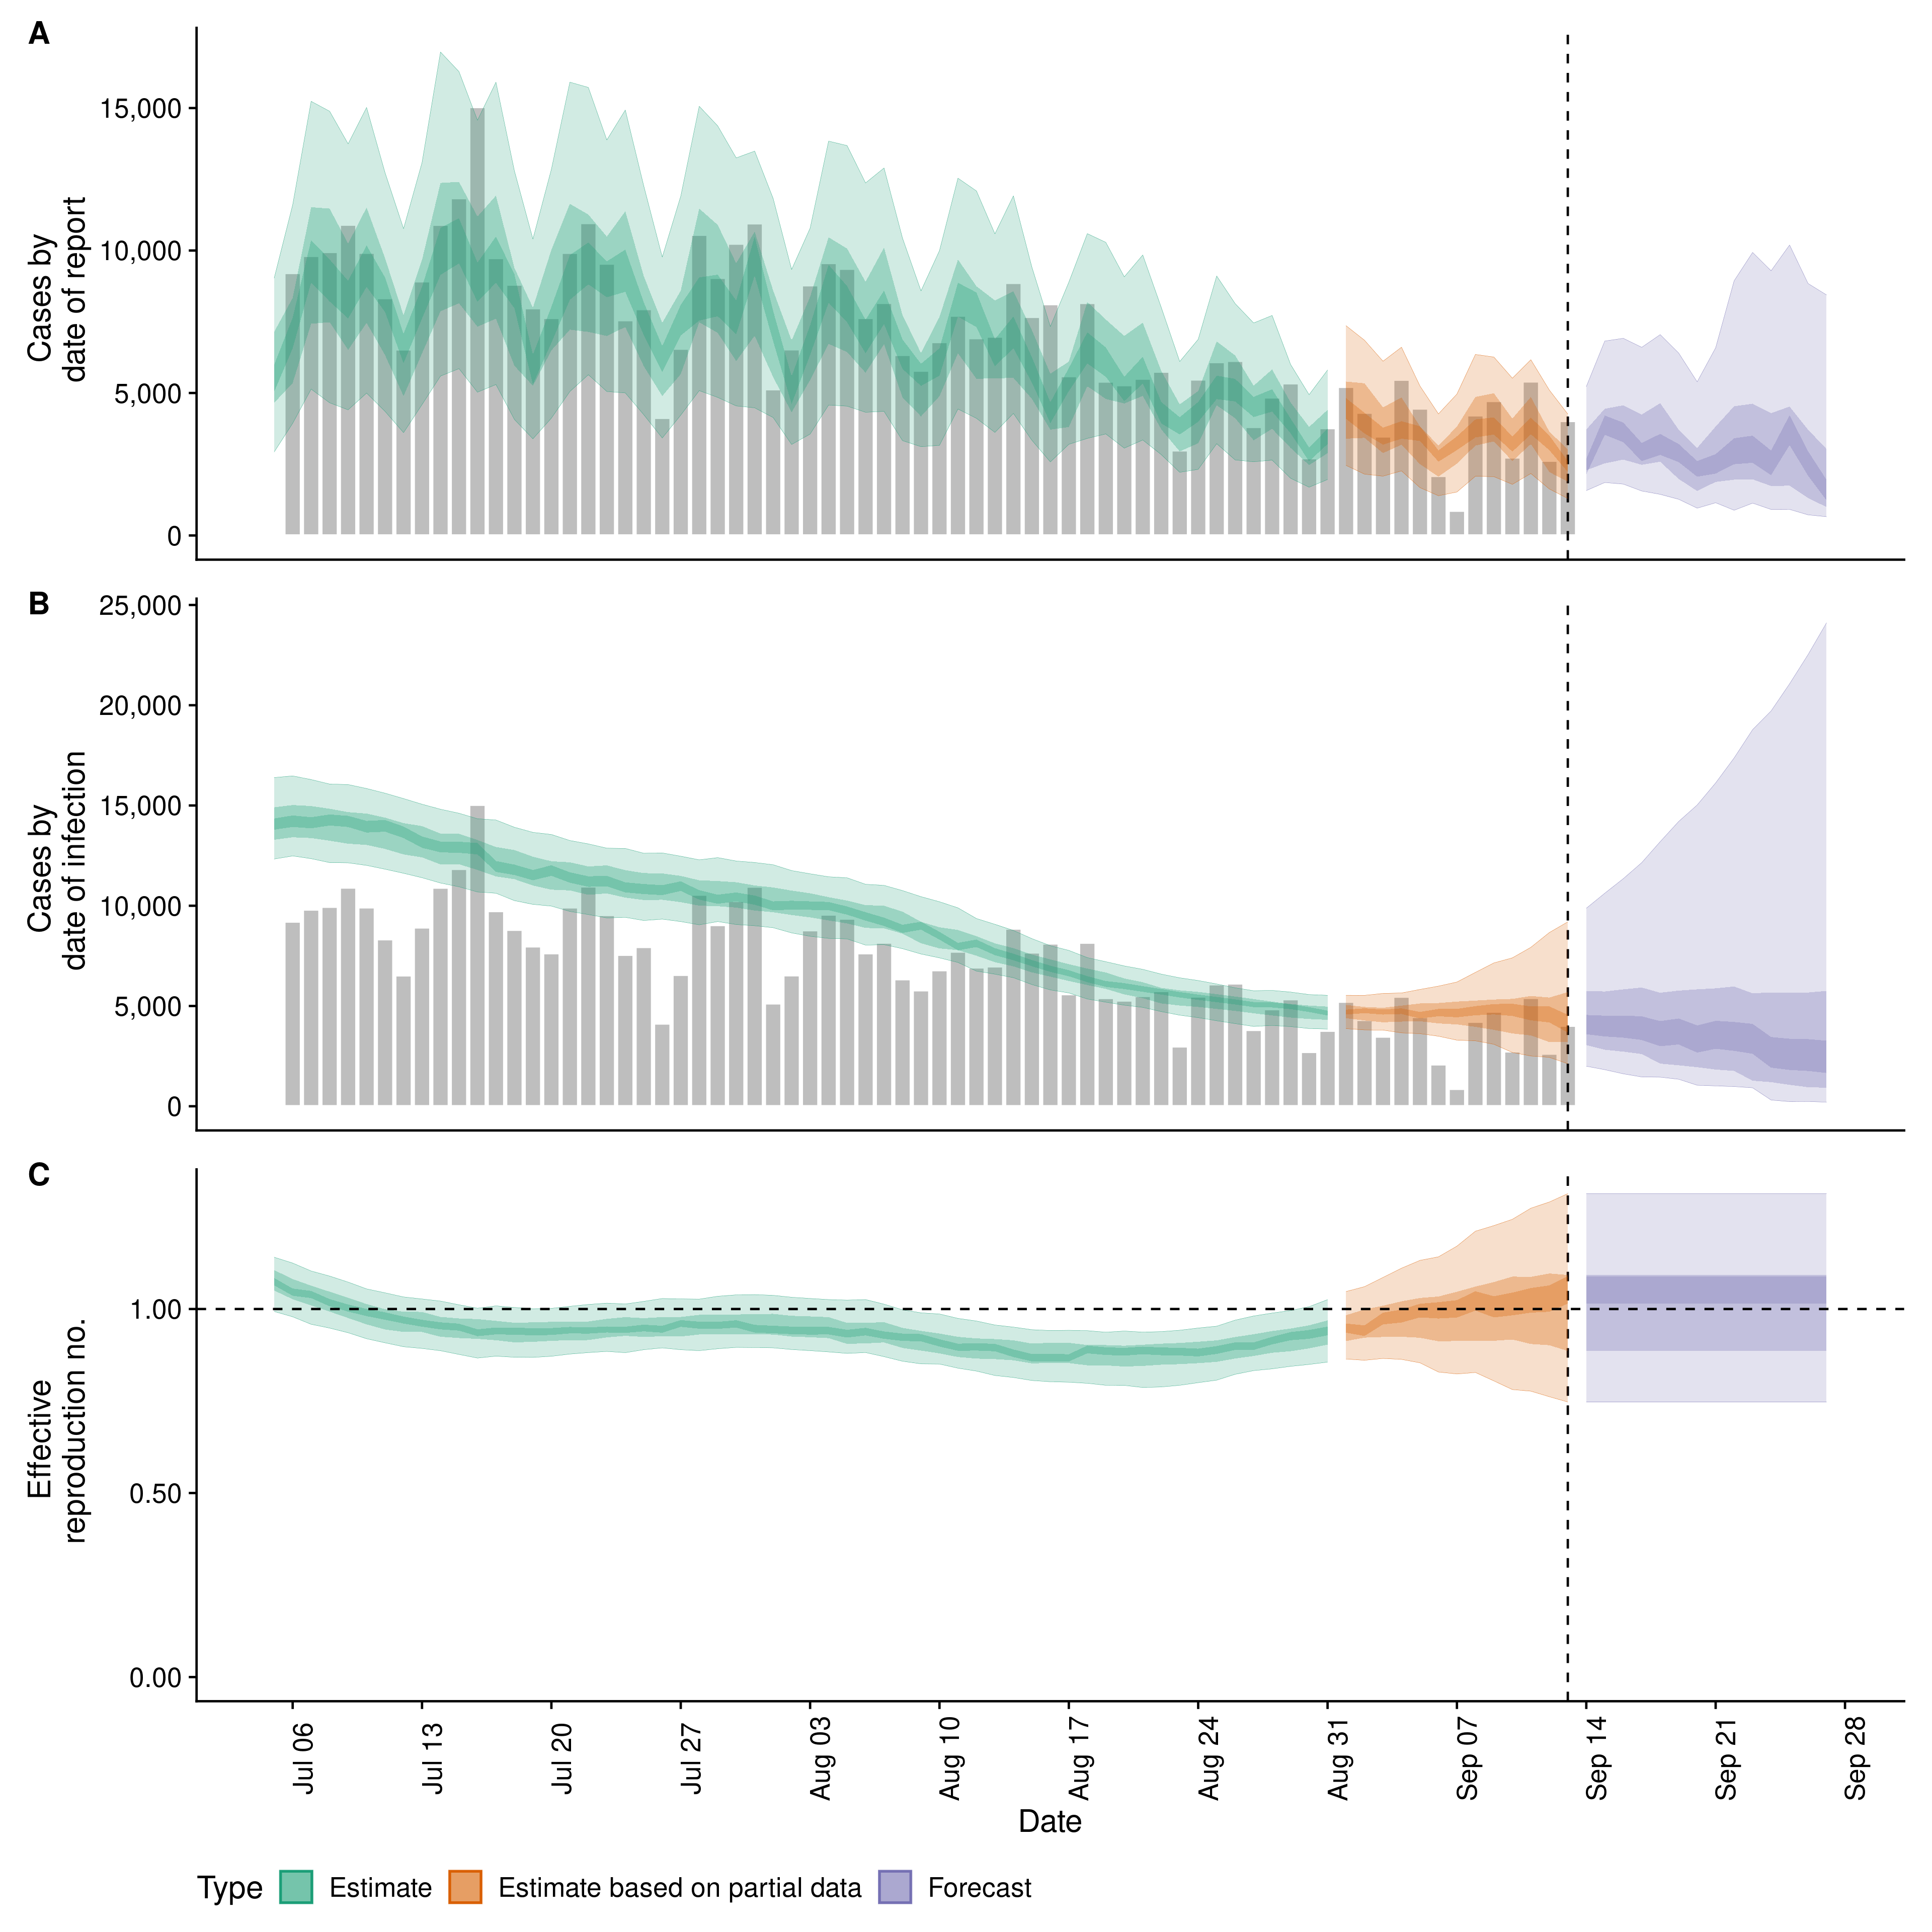 A
Cases by
date of report
15,000
10,000
5,000
0
B
Cases by
date of infection
25,000
20,000
15,000
10,000
5,000
0
C
Effective
reproduction no.
1.00
0.50
0.00
Jul 06
Jul 13
Jul 20
Jul 27
Aug 03
Aug 10
Aug 17
Aug 24
Aug 31
Sep 07
Sep 14
Sep 21
Sep 28
Date
Type Estimate Estimate based on partial data Forecast